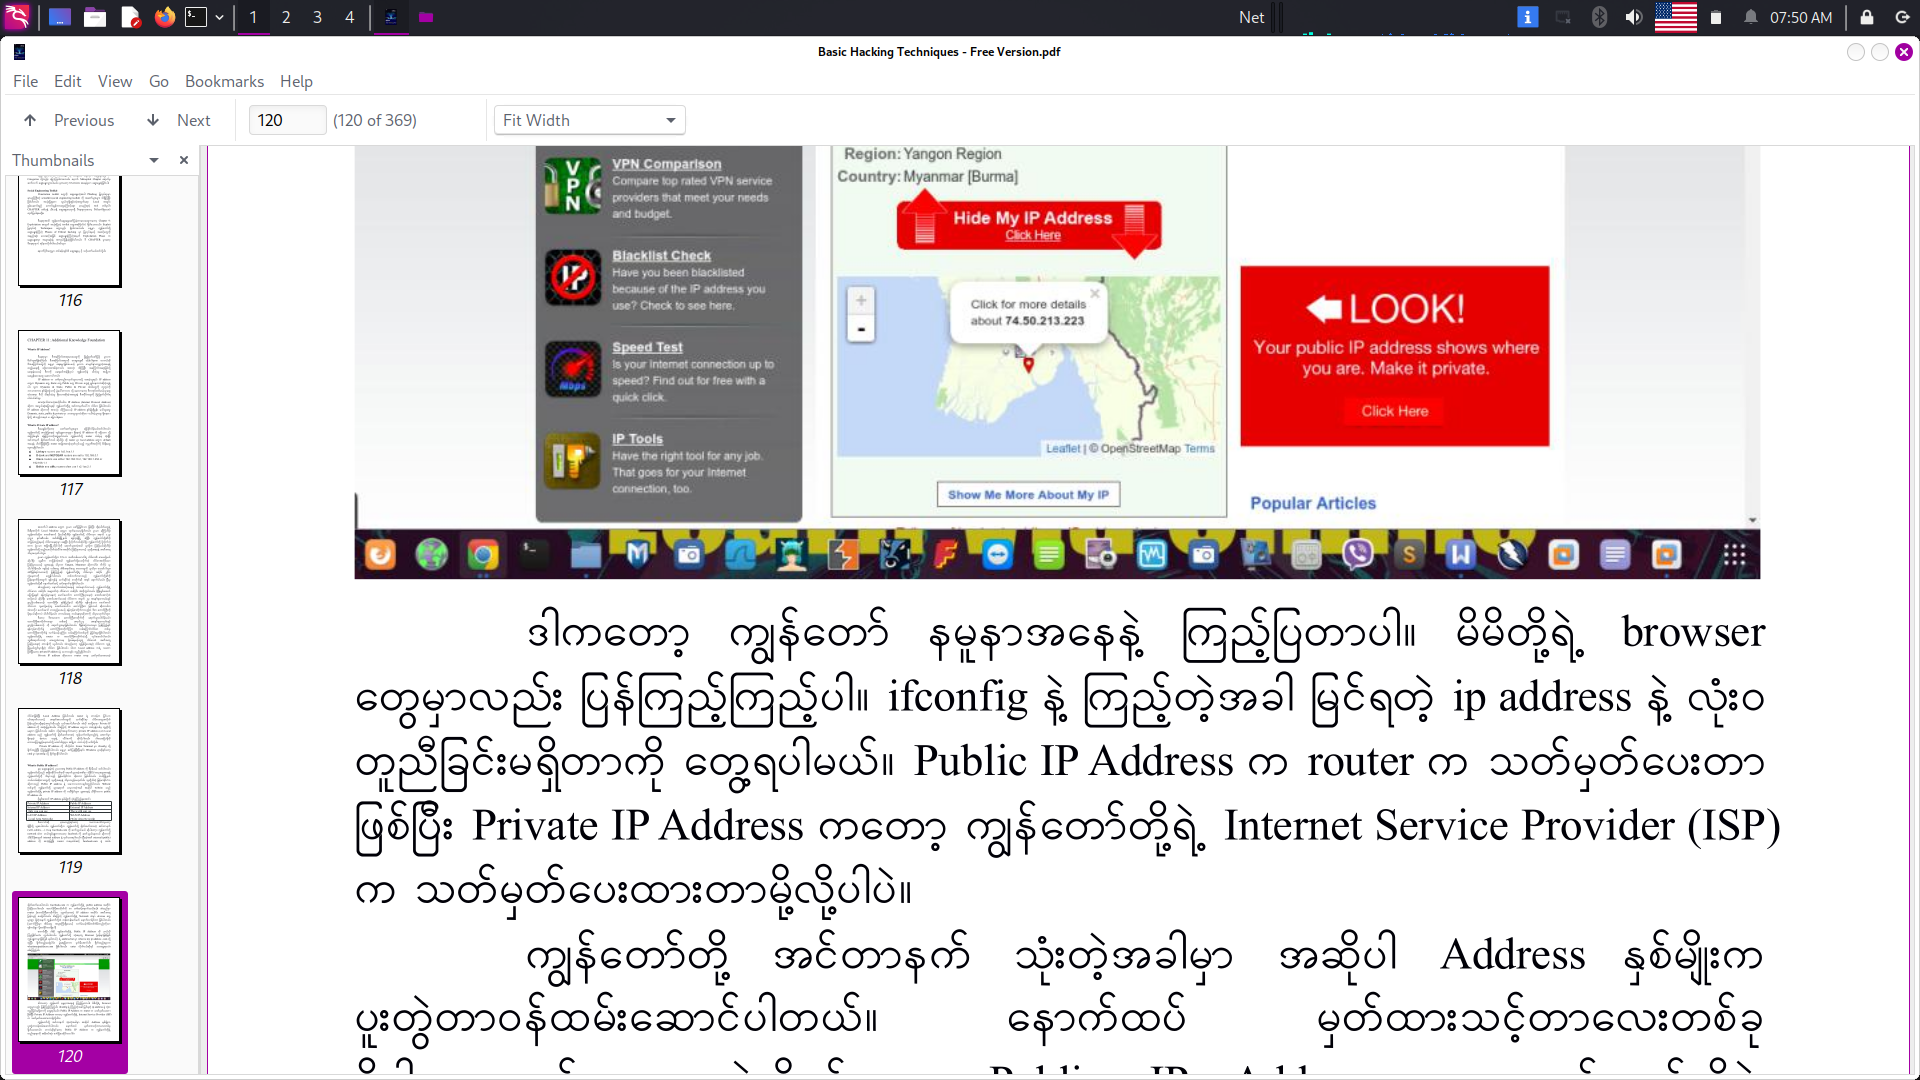 1 2 3 4
Net
07:50 AM
Basic Hacking Techniques - Free Version.pdf
File Edit View Go Bookmarks Help
Previous Next 120 (120 of 369) Fit Width
Thumbnails
116
117
118
119
120
VPN Comparison
Compare top rated VPN service
providers that meet your needs
and budget.
Blacklist Check
Have you been blacklisted
because of the IP address you
use? Check to see here.
Speed Test
Is your Internet connection up to
speed? Find out for free with a
quick click.
IP Tools
Have the right tool for any job.
That goes for your Internet
connection, too.
Region: Yangon Region
Country: Myanmar [Burma]
Hide My IP Address
Click Here
+
-
Click for more details
about 74.50.213.223
Leaflet | © OpenStreetMap Terms
Show Me More About My IP
LOOK!
Your public IP address shows where
you are. Make it private.
Click Here
Popular Articles
ဒါကတော့ ကျွန်တော် နမူနာအနေနဲ့ ကြည့်ပြတာပါ။ မိမိတို့ရဲ့ browser
တွေမှာလည်း ပြန်ကြည့်ကြည့်ပါ။ ifconfig နဲ့ ကြည့်တဲ့အခါ မြင်ရတဲ့ ip address နဲ့ လုံးဝ
တူညီခြင်းမရှိတာကို တွေ့ရပါမယ်။ Public IP Address က router က သတ်မှတ်ပေးတာ
ဖြစ်ပြီး Private IP Address ကတော့ ကျွန်တော်တို့ရဲ့ Internet Service Provider (ISP)
က သတ်မှတ်ပေးထားတာမို့လို့ပါပဲ။
ကျွန်တော်တို့ အင်တာနက် သုံးတဲ့အခါမှာ အဆိုပါ Address နှစ်မျိုးက
ပူးတွဲတာဝန်ထမ်းဆောင်ပါတယ်။ နောက်ထပ် မှတ်ထားသင့်တာလေးတစ်ခု